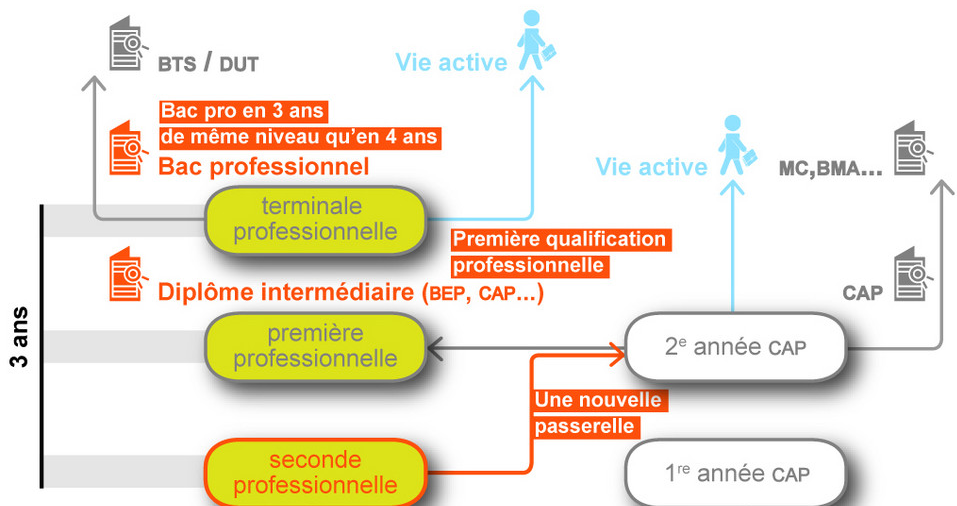 BTS / DUT
Vie active
Bac pro en 3 ans
de même niveau qu'en 4 ans
Bac professionnel
Vie active
MC,BMA...
terminale
professionnelle
Première qualification
professionnelle
Diplôme intermédiaire (BEP, CAP...)
CAP
3 ans
première
professionnelle
2e année CAP
Une nouvelle
passerelle
seconde
professionnelle
1re année CAP